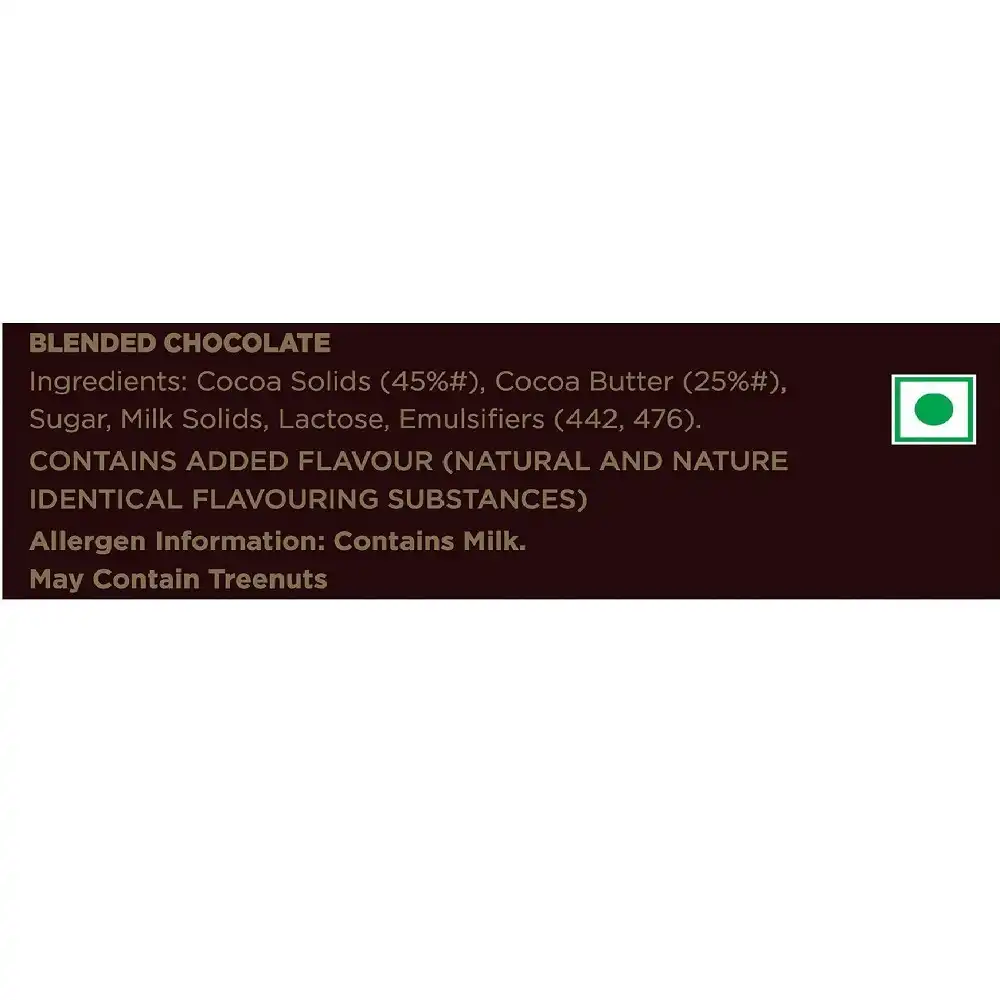 BLENDED CHOCOLATE
Ingredients: Cocoa Solids (45%#), Cocoa Butter (25%#),
Sugar, Milk Solids, Lactose, Emulsifiers (442, 476).
CONTAINS ADDED FLAVOUR (NATURAL AND NATURE
IDENTICAL FLAVOURING SUBSTANCES)
Allergen Information: Contains Milk.
May Contain Treenuts